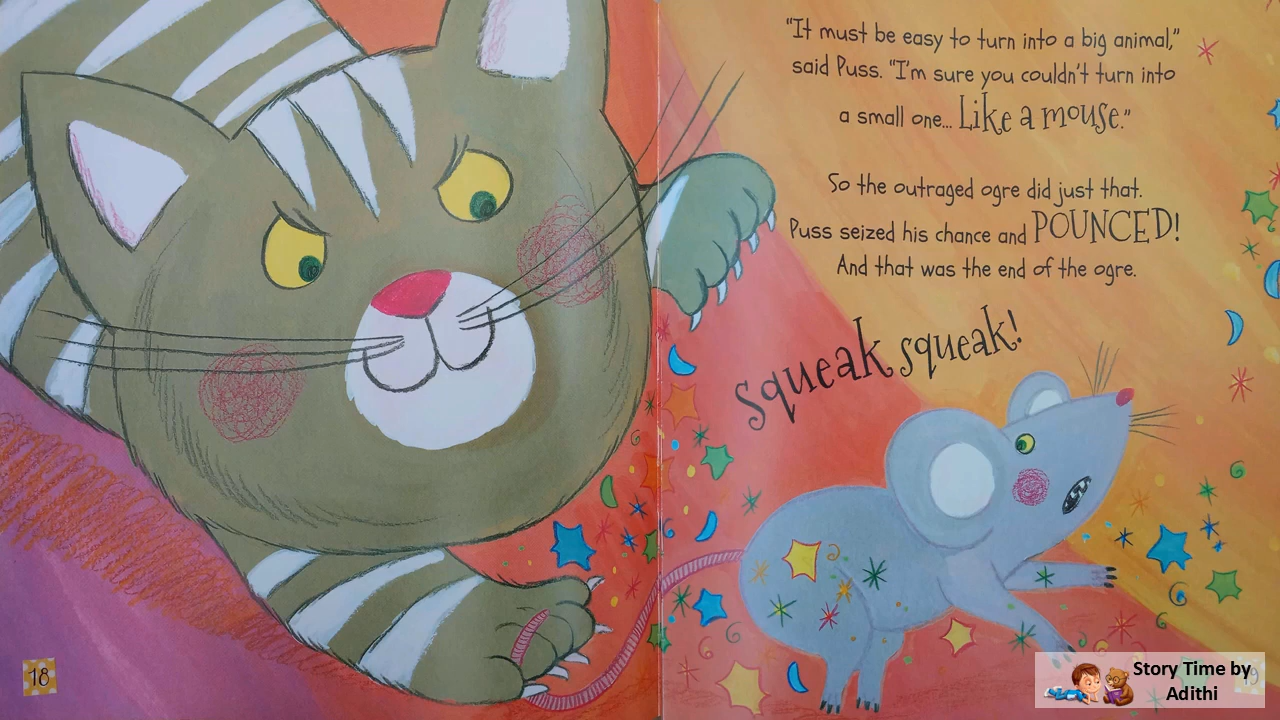 “It must be easy to turn into a big animal,”
said Puss. “I’m sure you couldn’t turn into
a small one... Like a mouse.”
So the outraged ogre did just that.
Puss seized his chance and POUNCED!
And that was the end of the ogre.
squeak squeak!
18
Story Time by
Adithi